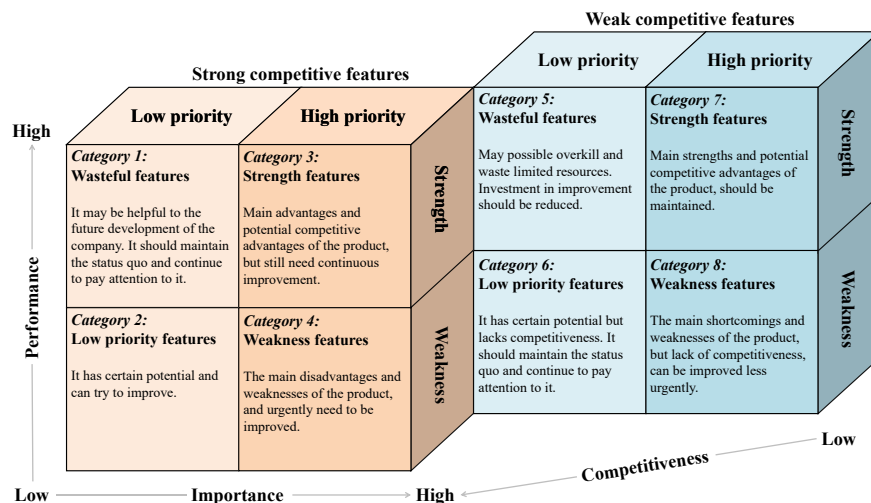 Weak competitive features
Strong competitive features
Low priority
High priority
Low priority
High priority
High
Category 1:
Wasteful features
It may be helpful to the
future development of the
company. It should maintain
the status quo and continue
to pay attention to it.
Category 3:
Strength features
Main advantages and
potential competitive
advantages of the product,
but still need continuous
improvement.
Strength
Category 5:
Wasteful features
May possible overkill and
waste limited resources.
Investment in improvement
should be reduced.
Category 7:
Strength features
Main strengths and potential
competitive advantages of
the product, should be
maintained.
Strength
Performance
Category 2:
Low priority features
It has certain potential and
can try to improve.
Category 4:
Weakness features
The main disadvantages and
weaknesses of the product,
and urgently need to be
improved.
Weakness
Category 6:
Low priority features
It has certain potential but
lacks competitiveness. It
should maintain the status
quo and continue to pay
attention to it.
Category 8:
Weakness features
The main shortcomings and
weaknesses of the product,
but lack of competitiveness,
can be improved less
urgently.
Weakness
Low
Importance
High
Competitiveness
Low